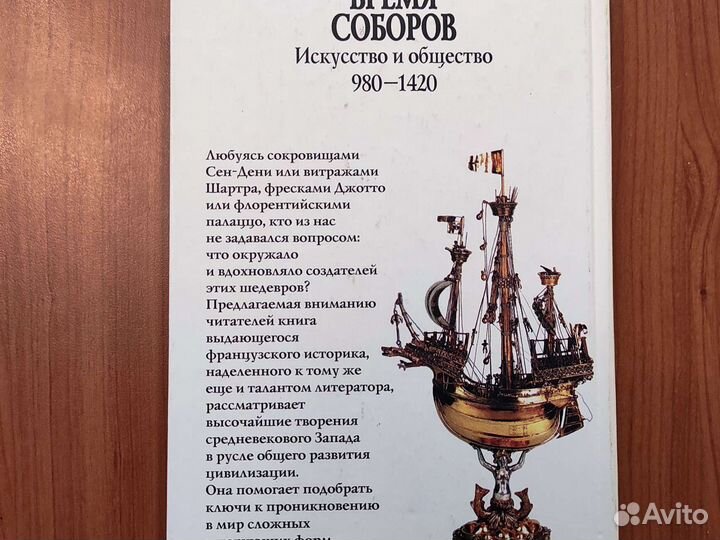 ВРЕМЯ
СОБОРОВ
Искусство и общество
980—1420
Любуясь сокровищами
Сен-Дени или витражами
Шартра, фресками Джотто
или флорентийскими
палаццо, кто из нас
не задавался вопросом:
что окружало
и вдохновляло создателей
этих шедевров?
Предлагаемая вниманию
читателей книга
выдающегося
французского историка,
наделенного к тому же
еще и талантом литератора,
рассматривает
высочайшие творения
средневекового Запада
в русле общего развития
цивилизации.
Она помогает подобрать
ключи к проникновению
в мир сложных
форм
Avito